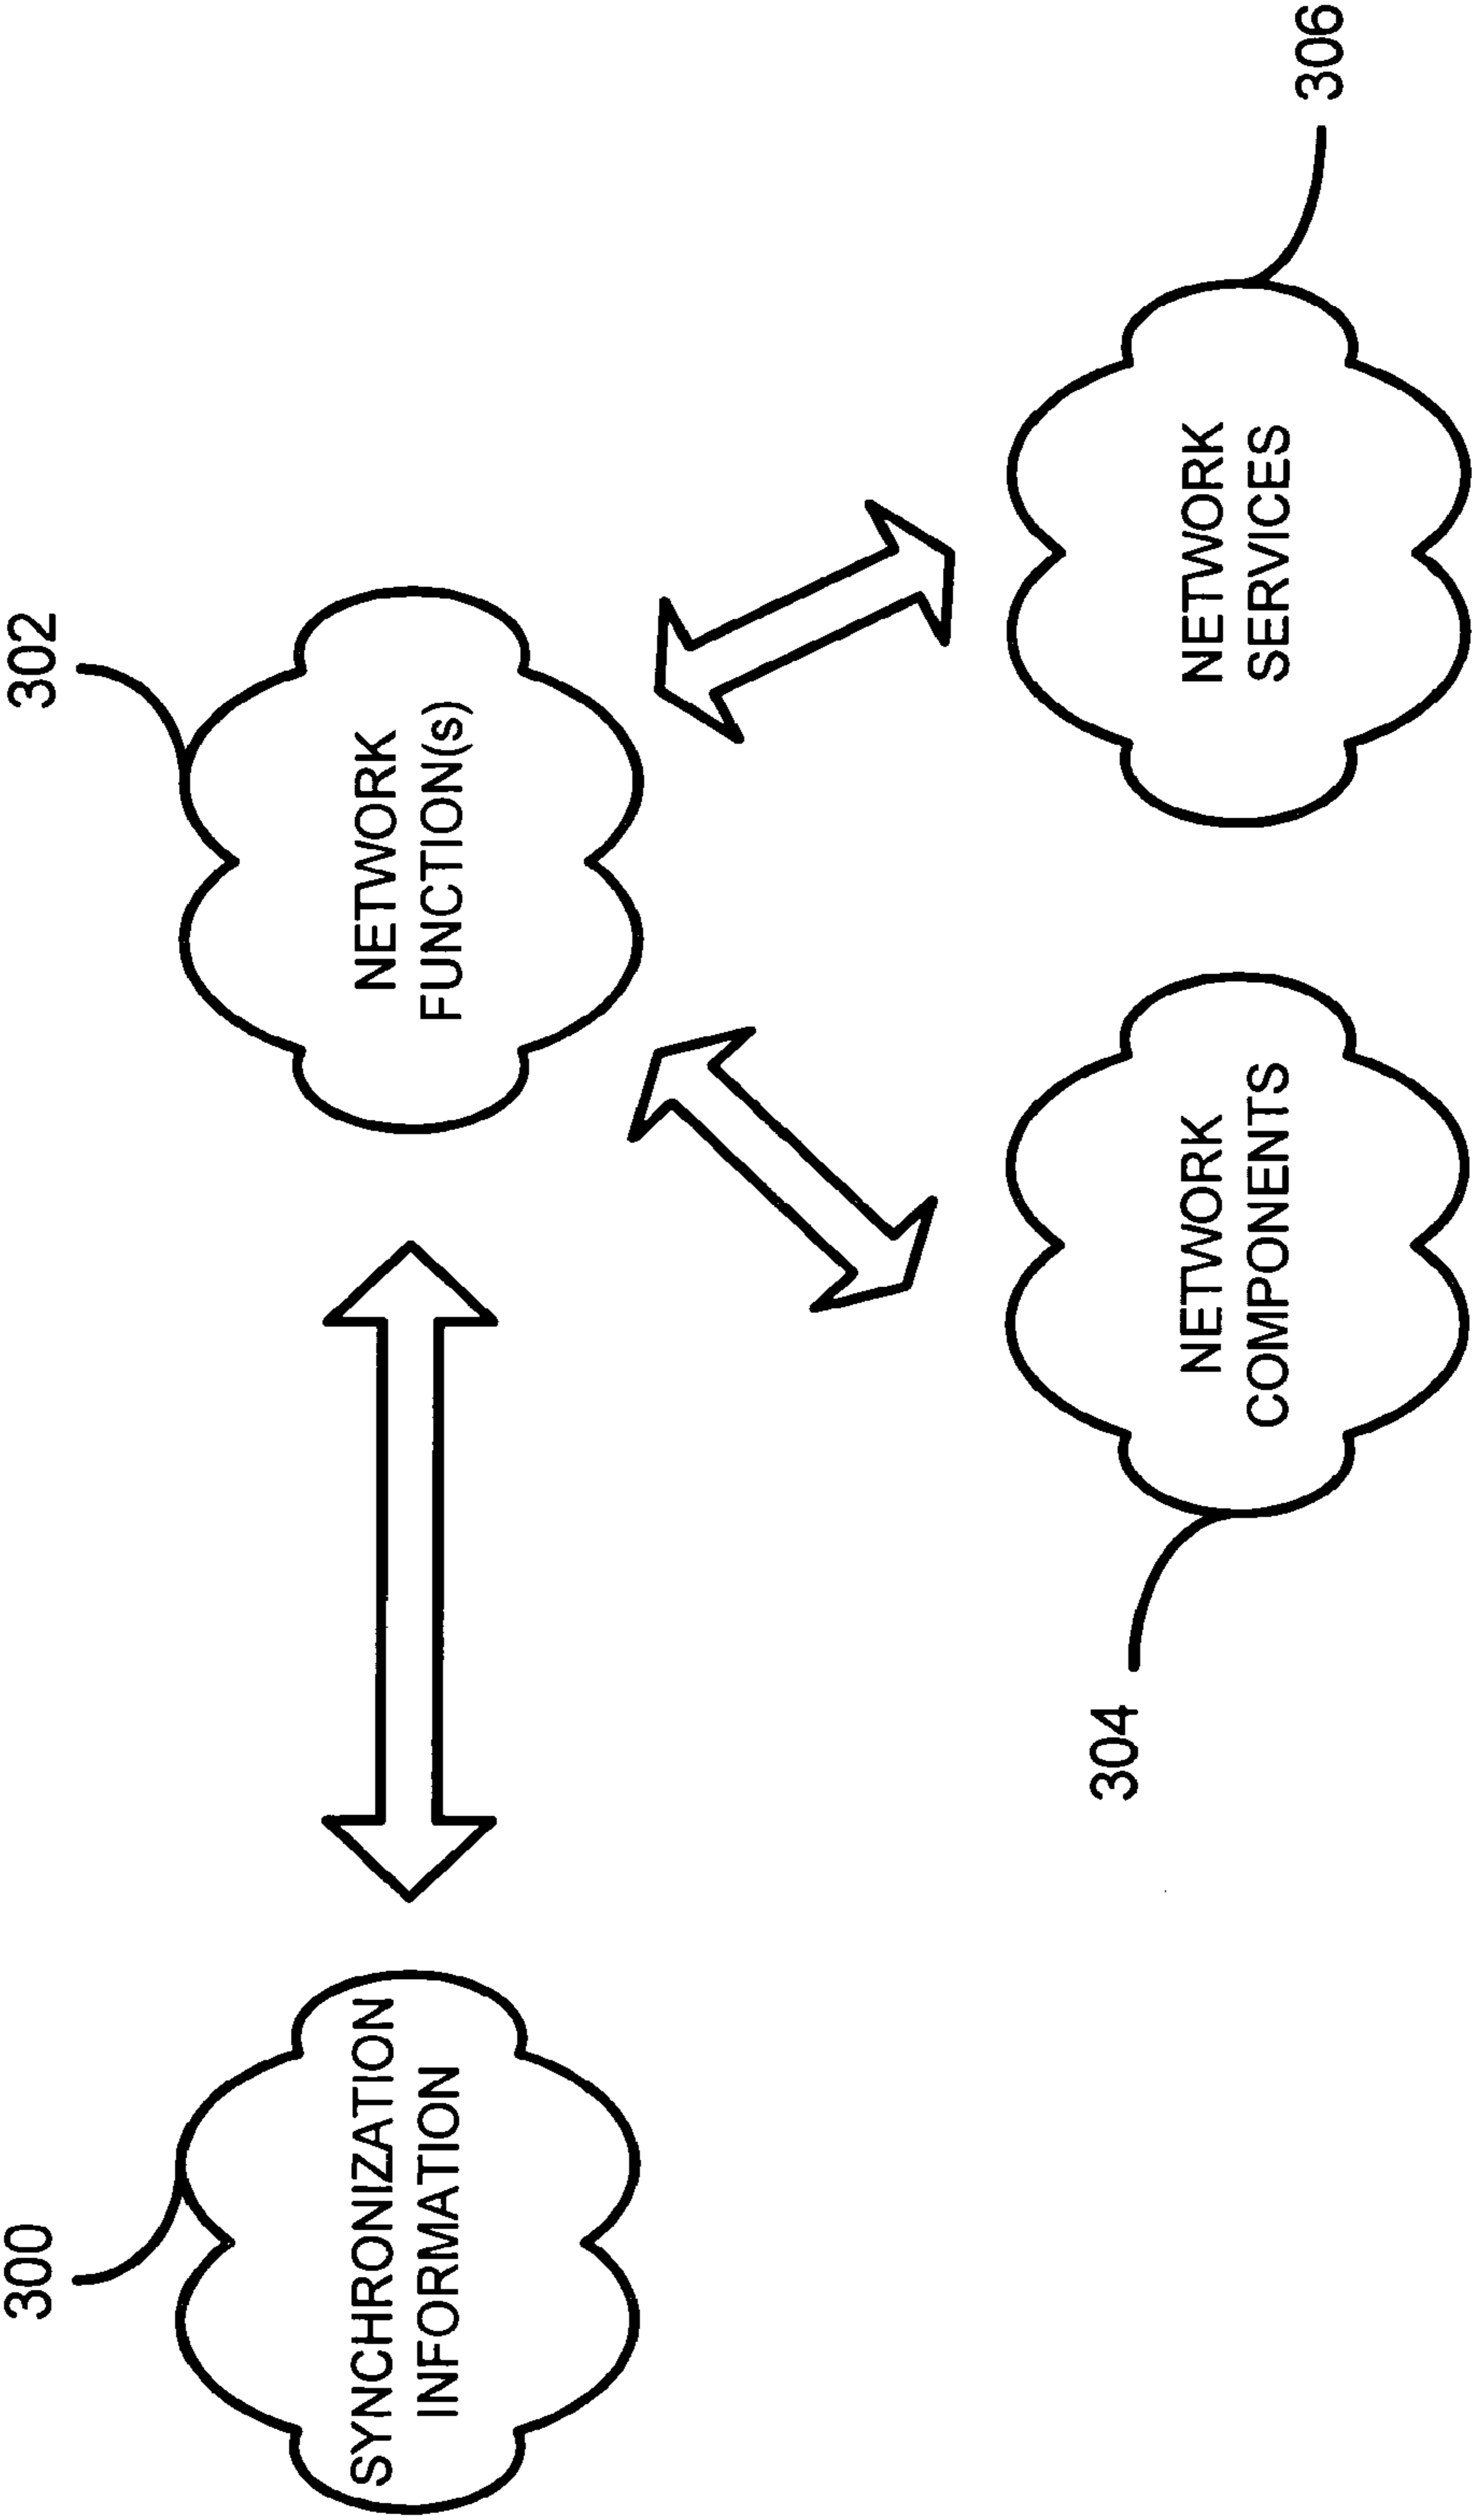 300
SYNCHRONIZATION
INFORMATION
302
NETWORK
FUNCTION(s)
304
NETWORK
COMPONENTS
306
NETWORK
SERVICES